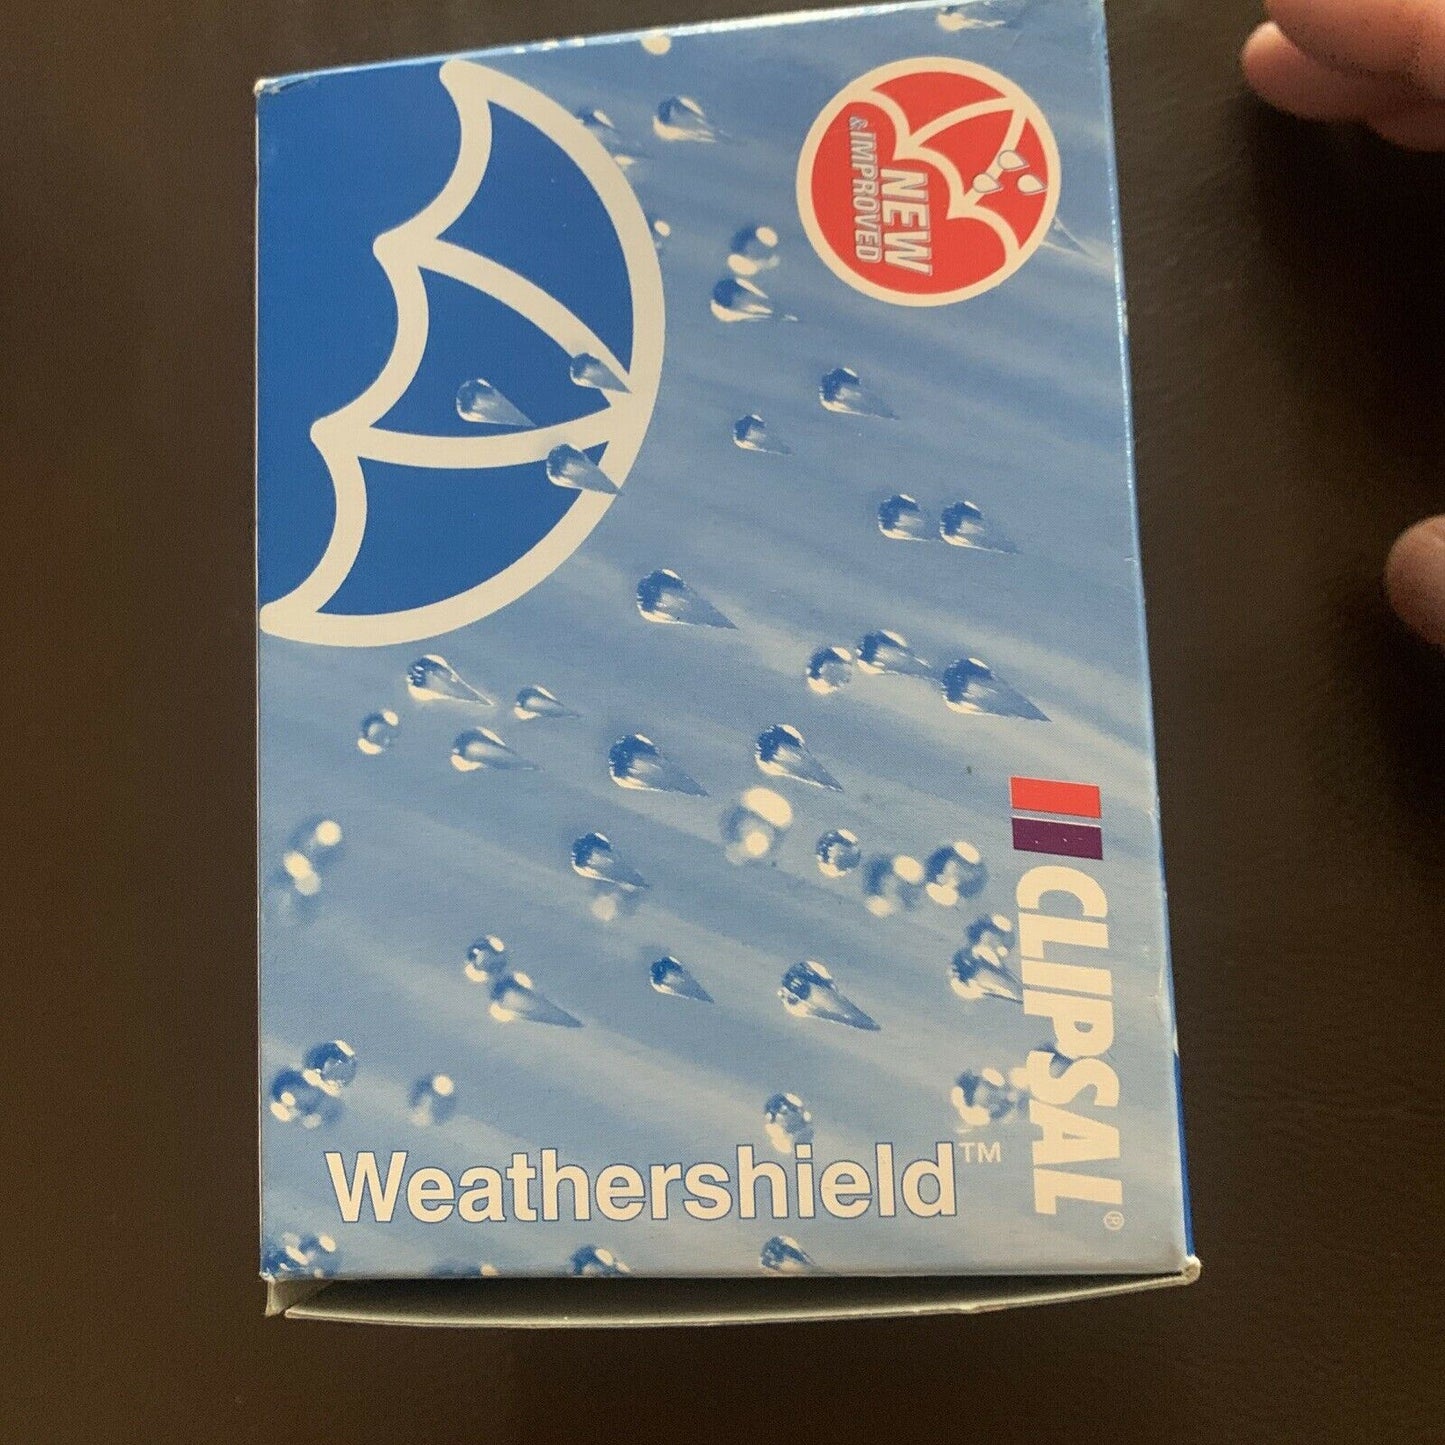 NEW
& IMPROVED
CLIPSAL®
Weathershield™